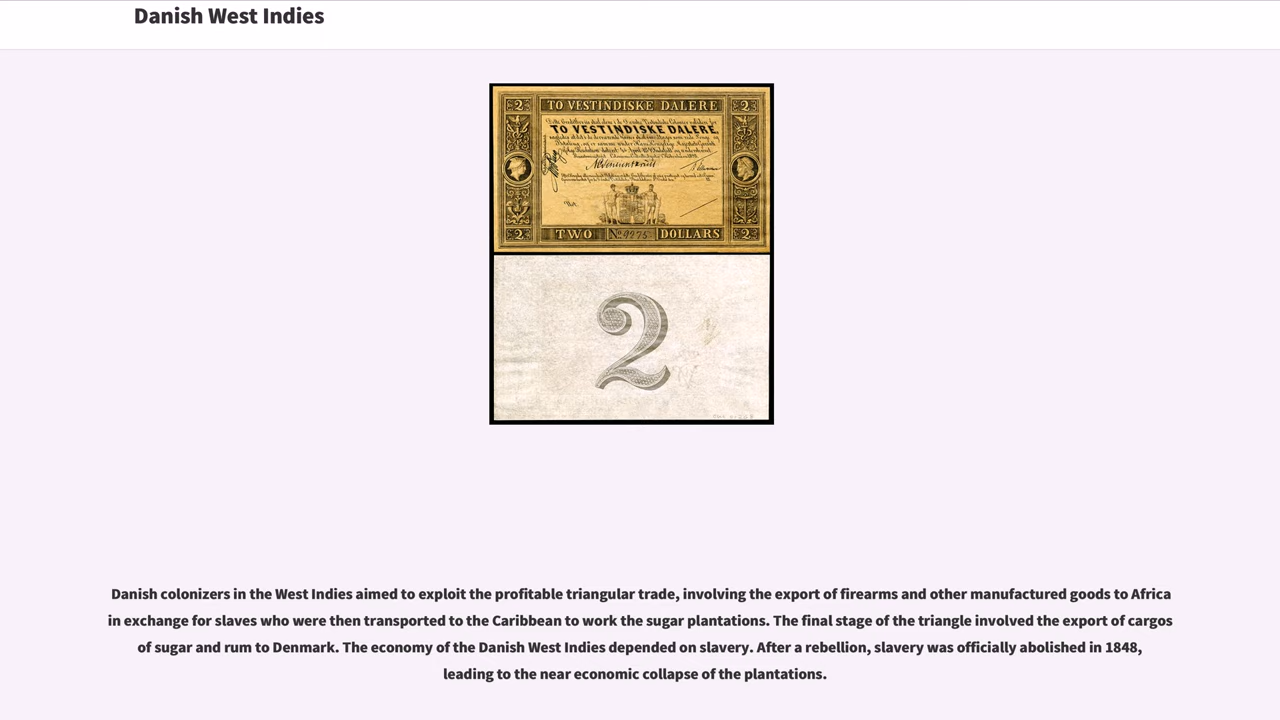 Danish West Indies
2 TO VESTINDISKE DALERE 2
TO VESTINDISKE DALERE,
2 TWO No 9275 DOLLARS 2
2
Danish colonizers in the West Indies aimed to exploit the profitable triangular trade, involving the export of firearms and other manufactured goods to Africa
in exchange for slaves who were then transported to the Caribbean to work the sugar plantations. The final stage of the triangle involved the export of cargos
of sugar and rum to Denmark. The economy of the Danish West Indies depended on slavery. After a rebellion, slavery was officially abolished in 1848,
leading to the near economic collapse of the plantations.